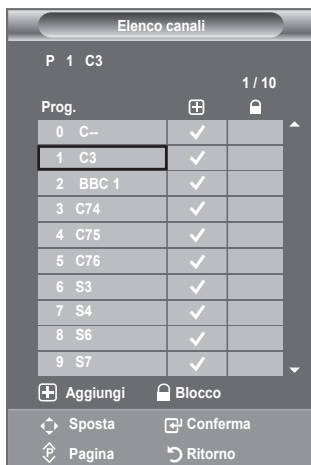 Elenco canali
P 1 C3
1 / 10
Prog.
0 C--
1 C3
2 BBC 1
3 C74
4 C75
5 C76
6 S3
7 S4
8 S6
9 S7
Aggiungi Blocco
Sposta Conferma
Pagina Ritorno